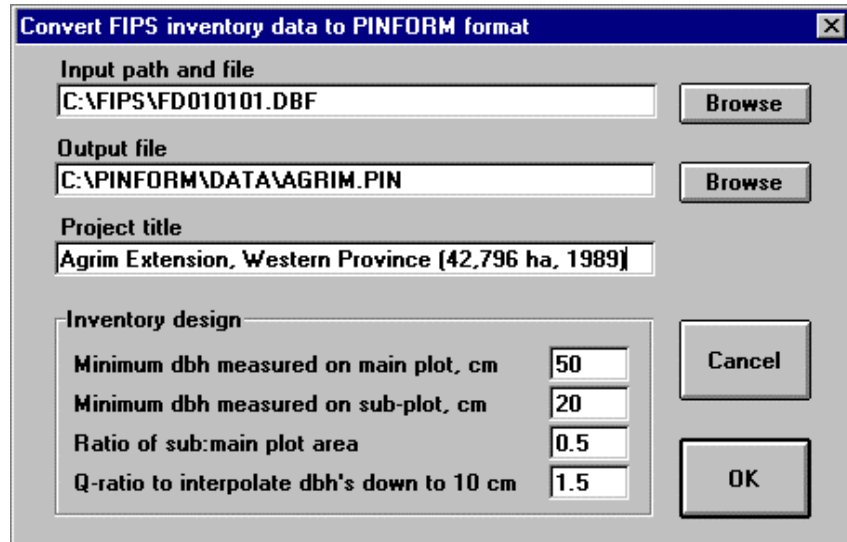 Convert FIPS inventory data to PINFORM format
Input path and file
C:\FIPS\FD010101.DBF
Browse
Output file
C:\PINFORM\DATA\AGRIM.PIN
Browse
Project title
Agrim Extension, Western Province (42,796 ha, 1989)
Inventory design
Minimum dbh measured on main plot, cm 50
Minimum dbh measured on sub-plot, cm 20
Ratio of sub:main plot area 0.5
Q-ratio to interpolate dbh's down to 10 cm 1.5
Cancel
OK